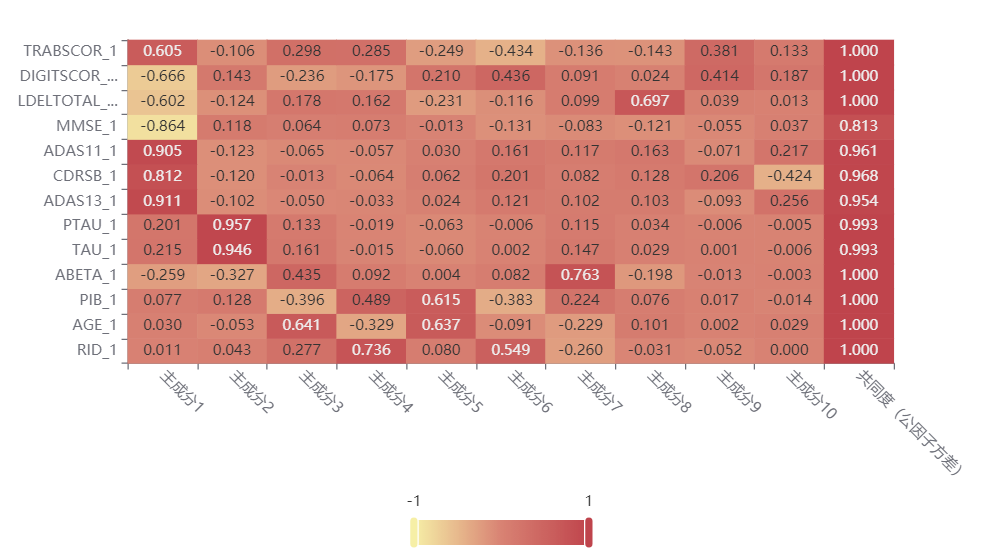 TRABSCOR_1 0.605 -0.106 0.298 0.285 -0.249 -0.434 -0.136 -0.143 0.381 0.133 1.000
DIGITSCOR_... -0.666 0.143 -0.236 -0.175 0.210 0.436 0.091 0.024 0.414 0.187 1.000
LDELTOTAL_... -0.602 -0.124 0.178 0.162 -0.231 -0.116 0.099 0.697 0.039 0.013 1.000
MMSE_1 -0.864 0.118 0.064 0.073 -0.013 -0.131 -0.083 -0.121 -0.055 0.037 0.813
ADAS11_1 0.905 -0.123 -0.065 -0.057 0.030 0.161 0.117 0.163 -0.071 0.217 0.961
CDRSB_1 0.812 -0.120 -0.013 -0.064 0.062 0.201 0.082 0.128 0.206 -0.424 0.968
ADAS13_1 0.911 -0.102 -0.050 -0.033 0.024 0.121 0.102 0.103 -0.093 0.256 0.954
PTAU_1 0.201 0.957 0.133 -0.019 -0.063 -0.006 0.115 0.034 -0.006 -0.005 0.993
TAU_1 0.215 0.946 0.161 -0.015 -0.060 0.002 0.147 0.029 0.001 -0.006 0.993
ABETA_1 -0.259 -0.327 0.435 0.092 0.004 0.082 0.763 -0.198 -0.013 -0.003 1.000
PIB_1 0.077 0.128 -0.396 0.489 0.615 -0.383 0.224 0.076 0.017 -0.014 1.000
AGE_1 0.030 -0.053 0.641 -0.329 0.637 -0.091 -0.229 0.101 0.002 0.029 1.000
RID_1 0.011 0.043 0.277 0.736 0.080 0.549 -0.260 -0.031 -0.052 0.000 1.000
主成分1 主成分2 主成分3 主成分4 主成分5 主成分6 主成分7 主成分8 主成分9 主成分10 共同度（公因子方差）
-1 1